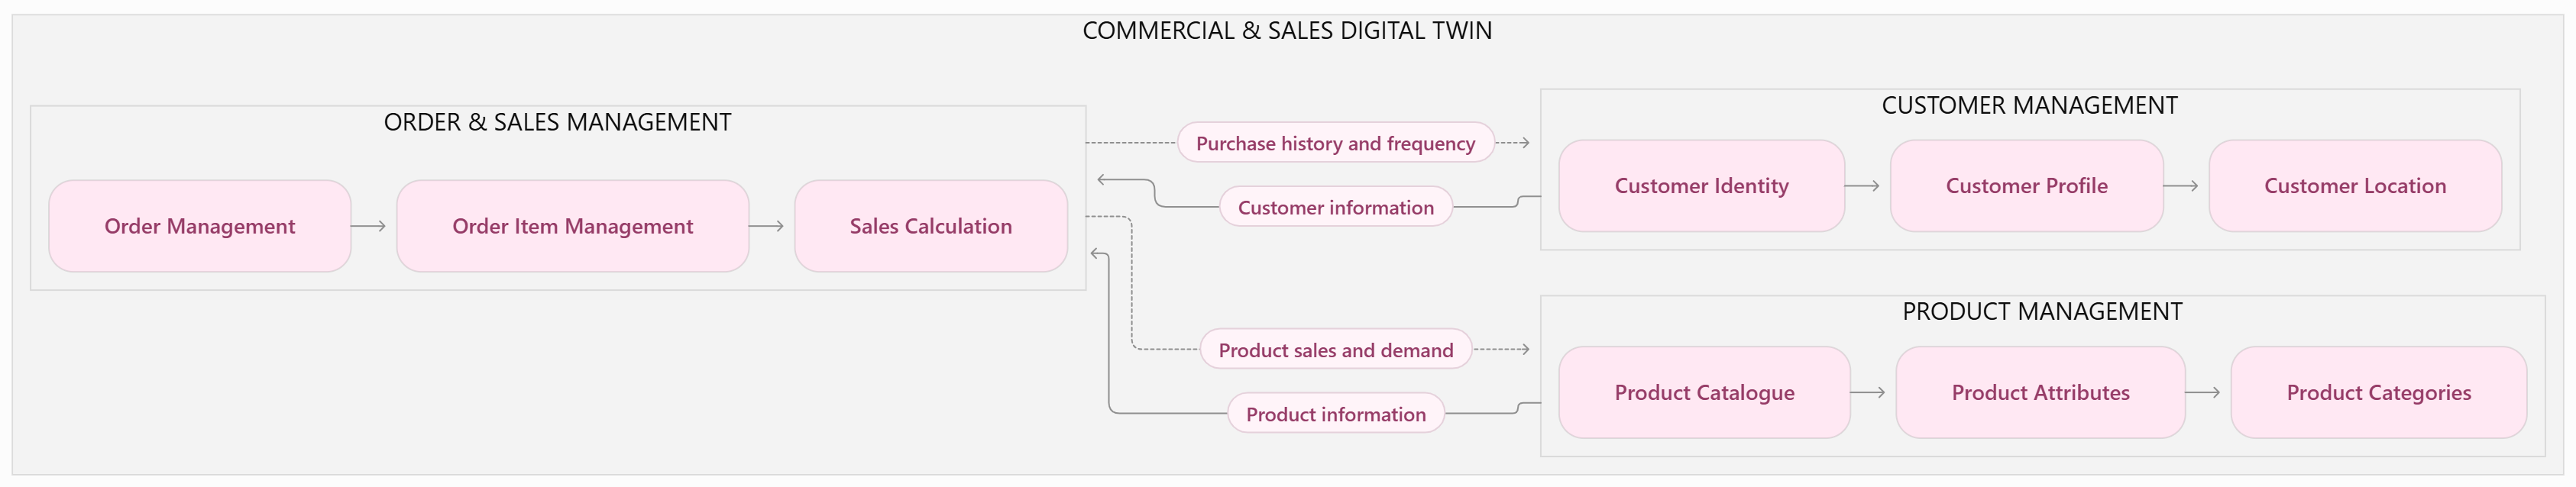 COMMERCIAL & SALES DIGITAL TWIN
ORDER & SALES MANAGEMENT
Order Management
Order Item Management
Sales Calculation
Purchase history and frequency
Customer information
Product sales and demand
Product information
CUSTOMER MANAGEMENT
Customer Identity
Customer Profile
Customer Location
PRODUCT MANAGEMENT
Product Catalogue
Product Attributes
Product Categories